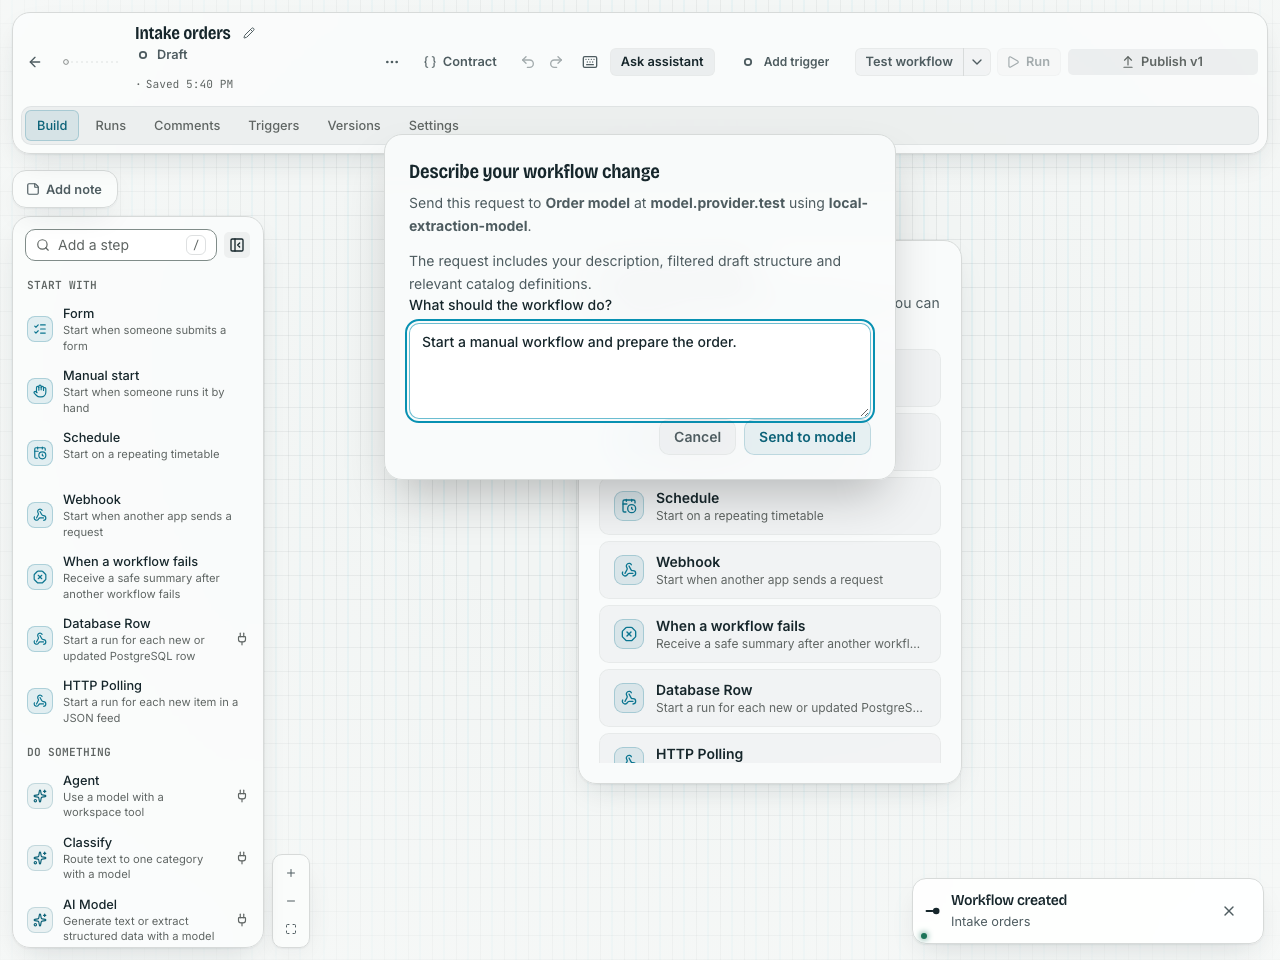 Intake orders
Draft
· Saved 5:40 PM
Contract
Ask assistant
Add trigger
Test workflow
Run
Publish v1
Build
Runs
Comments
Triggers
Versions
Settings
Add note
Add a step
/
START WITH
Form
Start when someone submits a
form
Manual start
Start when someone runs it by
hand
Schedule
Start on a repeating timetable
Webhook
Start when another app sends a
request
When a workflow fails
Receive a safe summary after
another workflow fails
Database Row
Start a run for each new or
updated PostgreSQL row
HTTP Polling
Start a run for each new item in a
JSON feed
DO SOMETHING
Agent
Use a model with a
workspace tool
Classify
Route text to one category
with a model
AI Model
Generate text or extract
structured data with a model
Describe your workflow change
Send this request to Order model at model.provider.test using local-
extraction-model.
The request includes your description, filtered draft structure and
relevant catalog definitions.
What should the workflow do?
Start a manual workflow and prepare the order.
Cancel
Send to model
ou can
Schedule
Start on a repeating timetable
Webhook
Start when another app sends a request
When a workflow fails
Receive a safe summary after another workfl...
Database Row
Start a run for each new or updated PostgreS...
HTTP Polling
Workflow created
Intake orders